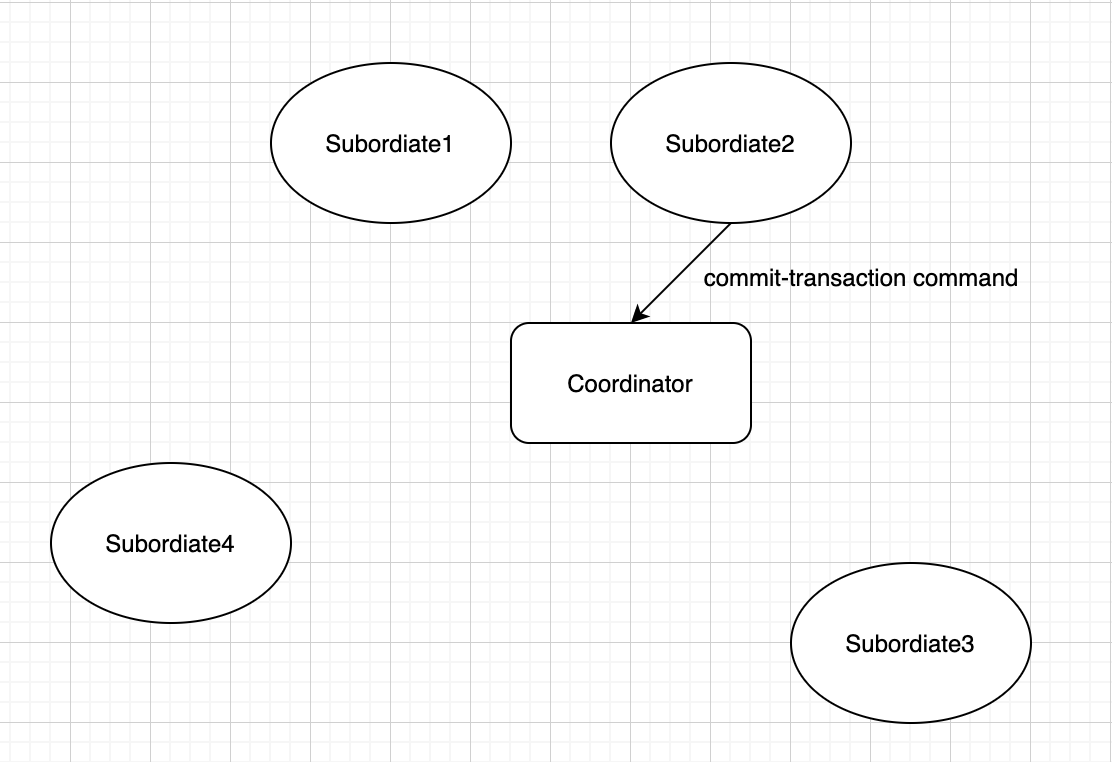 Subordiate1
Subordiate2
commit-transaction command
Coordinator
Subordiate4
Subordiate3